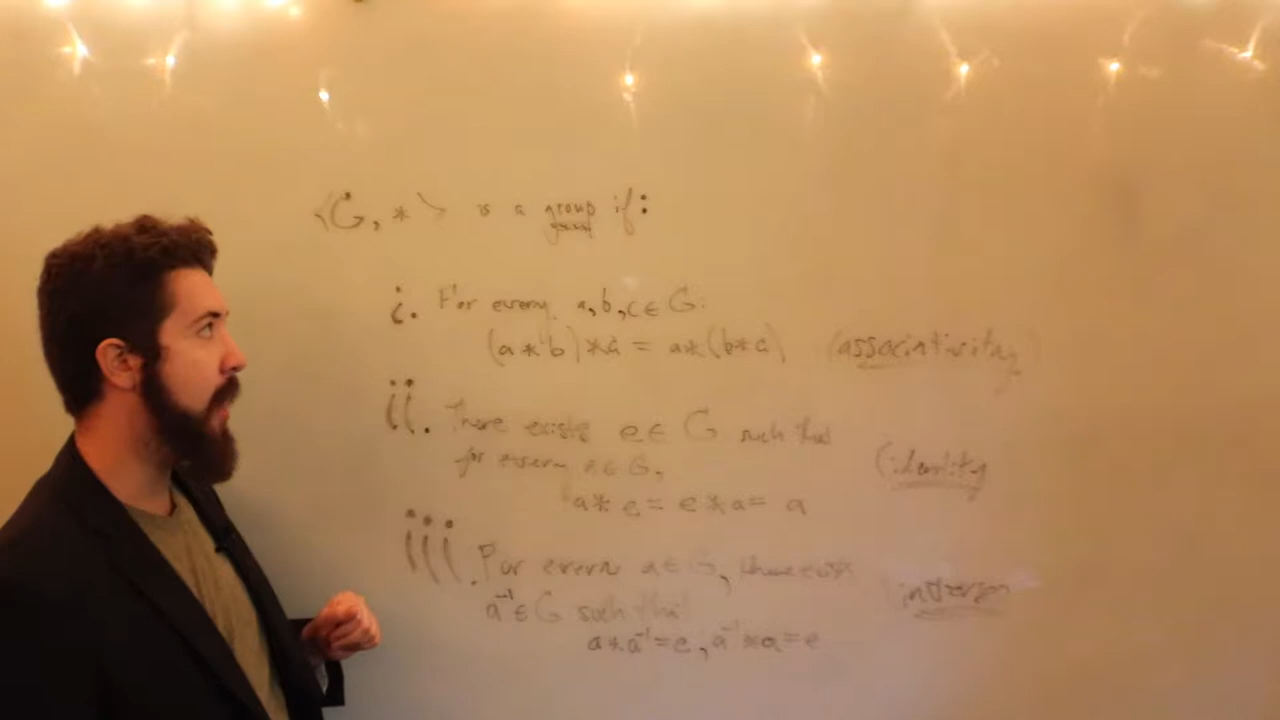 ⟨G, *⟩ is a group if:
i. For every a,b,c ∈ G:
(a*b)*c = a*(b*c) (associativity)
ii. There exists e ∈ G such that
for every a ∈ G, (identity
a * e = e * a = a
iii. For every a ∈ G, there exists
a⁻¹ ∈ G such that
a*a⁻¹=e, a⁻¹*a=e